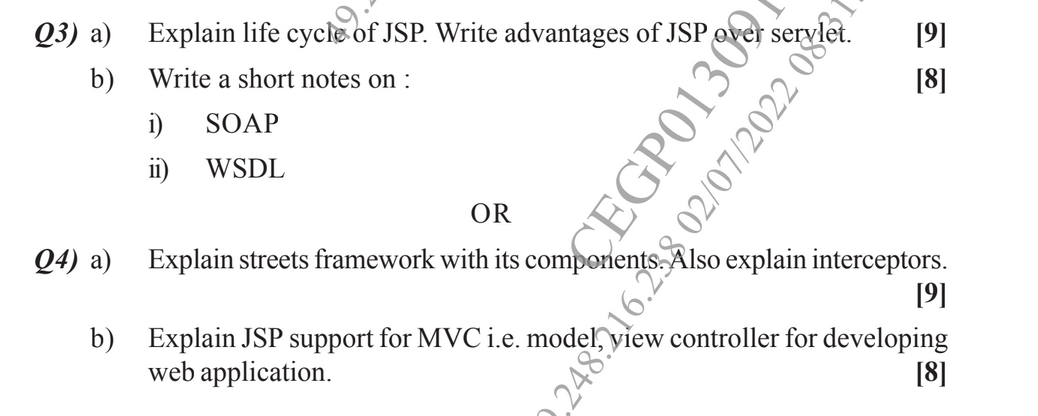 Q3) a) Explain life cycle of JSP. Write advantages of JSP over servlet. [9]
b) Write a short notes on : [8]
i) SOAP
ii) WSDL
OR
Q4) a) Explain streets framework with its components. Also explain interceptors.
[9]
b) Explain JSP support for MVC i.e. model, view controller for developing
web application. [8]
CEGP013091
.248.216.238 02/07/2022 08:31
49.